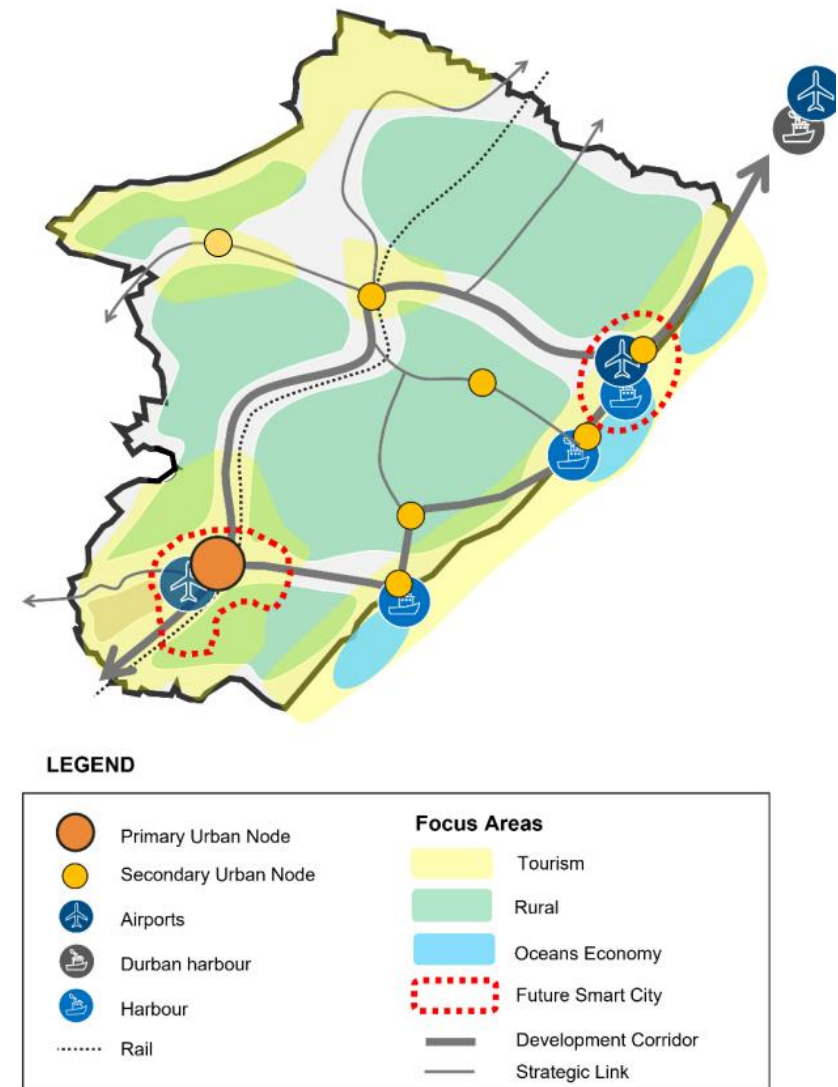 LEGEND
Primary Urban Node
Secondary Urban Node
Airports
Durban harbour
Harbour
Rail
Focus Areas
Tourism
Rural
Oceans Economy
Future Smart City
Development Corridor
Strategic Link